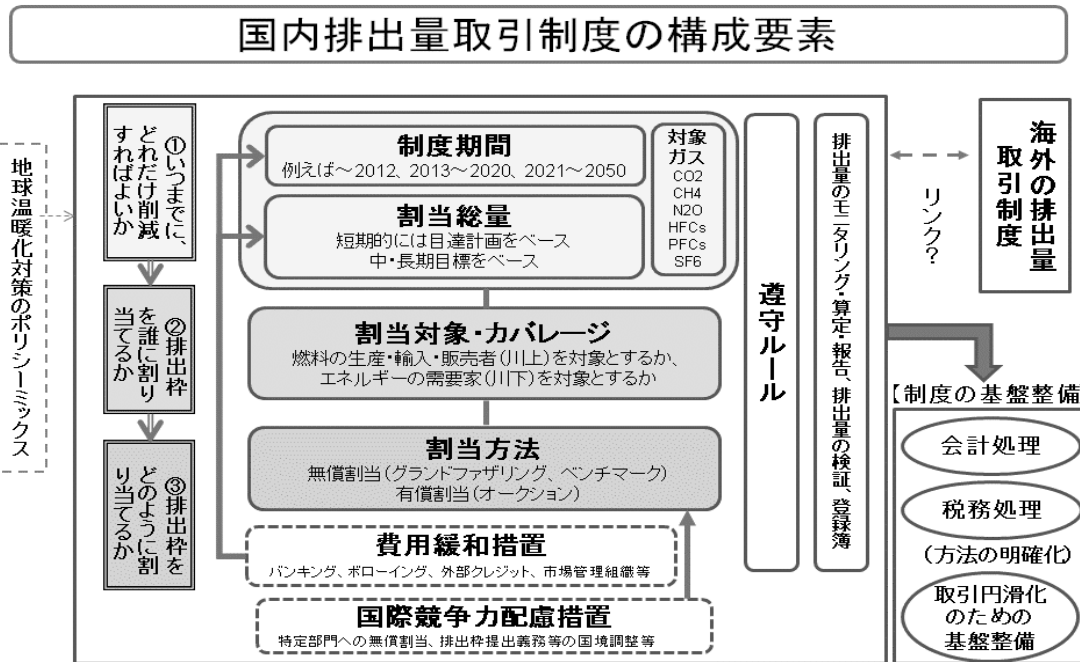 国内排出量取引制度の構成要素
地球温暖化対策のポリシーミックス
①いつまでに、
どれだけ削減
すればよいか
②排出枠
を誰に割り
当てるか
③排出枠を
どのように割
り当てるか
制度期間
例えば～2012、2013～2020、2021～2050
割当総量
短期的には目達計画をベース
中・長期目標をベース
対象
ガス
CO2
CH4
N2O
HFCs
PFCs
SF6
割当対象・カバレージ
燃料の生産・輸入・販売者(川上)を対象とするか、
エネルギーの需要家(川下)を対象とするか
割当方法
無償割当(グランドファザリング、ベンチマーク)
有償割当(オークション)
費用緩和措置
バンキング、ボローイング、外部クレジット、市場管理組織等
国際競争力配慮措置
特定部門への無償割当、排出枠提出義務等の国境調整等
遵守ルール
排出量のモニタリング・算定・報告、排出量の検証、登録簿
海外の排出量
取引制度
リンク?
【制度の基盤整備
会計処理
税務処理
(方法の明確化)
取引円滑化
のための
基盤整備